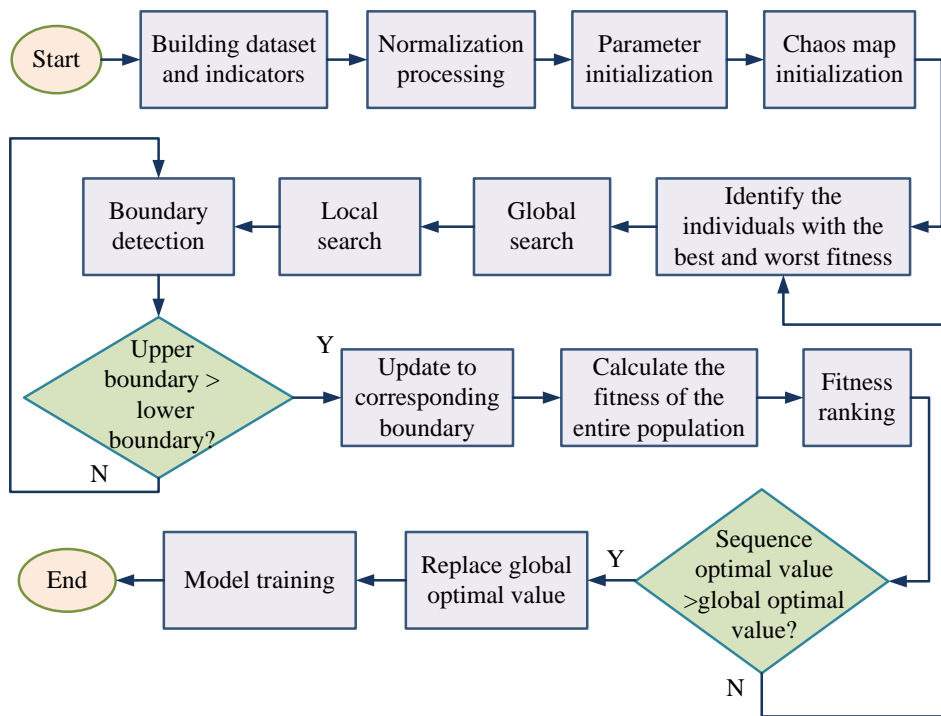 Start
Building dataset
and indicators
Normalization
processing
Parameter
initialization
Chaos map
initialization
Boundary
detection
Local
search
Global
search
Identify the
individuals with the
best and worst fitness
Upper
boundary >
lower
boundary?
Y
N
Update to
corresponding
boundary
Calculate the
fitness of the
entire population
Fitness
ranking
End
Model training
Replace global
optimal value
Y
Sequence
optimal value
>global optimal
value?
N